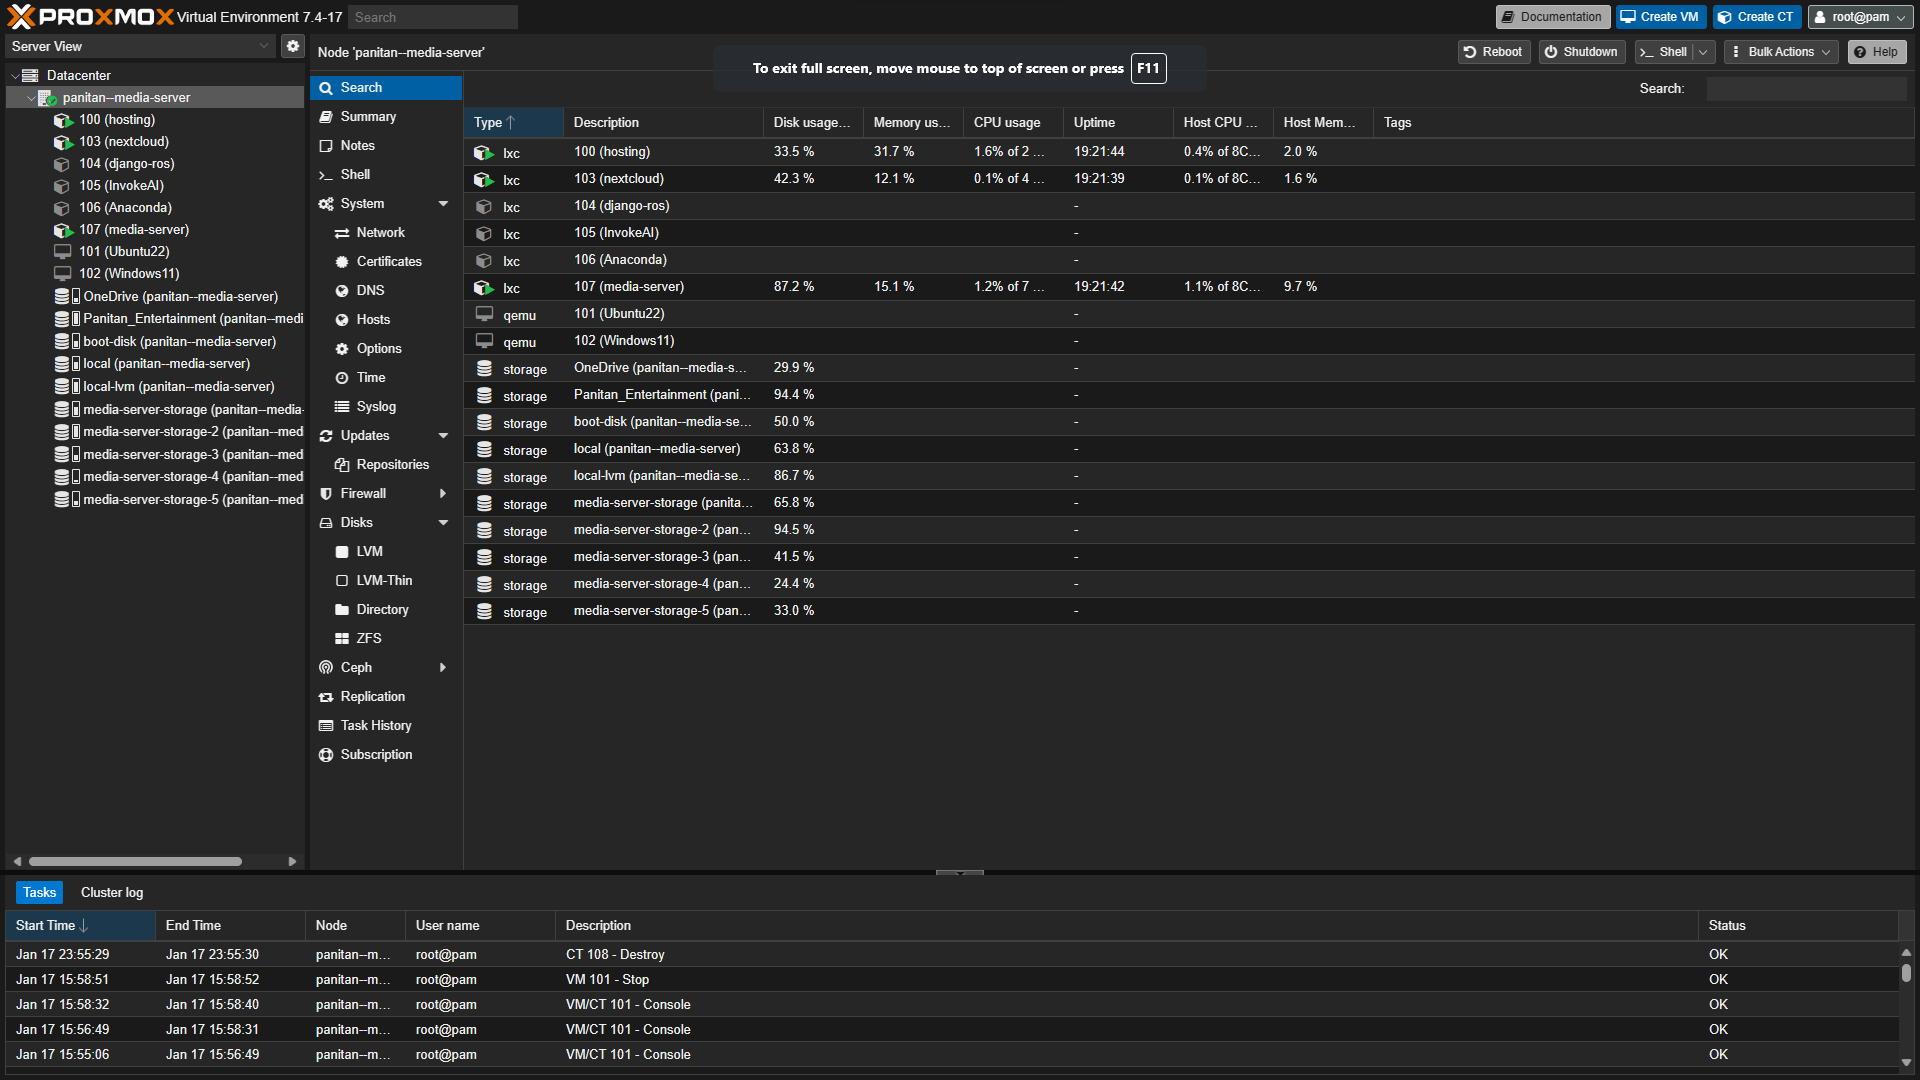 PROXMOX Virtual Environment 7.4-17 Search Documentation Create VM Create CT root@pam
Server View
Datacenter
panitan--media-server
100 (hosting)
103 (nextcloud)
104 (django-ros)
105 (InvokeAI)
106 (Anaconda)
107 (media-server)
101 (Ubuntu22)
102 (Windows11)
OneDrive (panitan--media-server)
Panitan_Entertainment (panitan--medi
boot-disk (panitan--media-server)
local (panitan--media-server)
local-lvm (panitan--media-server)
media-server-storage (panitan--media-
media-server-storage-2 (panitan--med
media-server-storage-3 (panitan--med
media-server-storage-4 (panitan--med
media-server-storage-5 (panitan--med
Node 'panitan--media-server' Reboot Shutdown Shell Bulk Actions Help
To exit full screen, move mouse to top of screen or press F11
Search:
Search
Summary
Notes
Shell
System
Network
Certificates
DNS
Hosts
Options
Time
Syslog
Updates
Repositories
Firewall
Disks
LVM
LVM-Thin
Directory
ZFS
Ceph
Replication
Task History
Subscription
Type Description Disk usage... Memory us... CPU usage Uptime Host CPU ... Host Mem... Tags
lxc 100 (hosting) 33.5 % 31.7 % 1.6% of 2 ... 19:21:44 0.4% of 8C... 2.0 %
lxc 103 (nextcloud) 42.3 % 12.1 % 0.1% of 4 ... 19:21:39 0.1% of 8C... 1.6 %
lxc 104 (django-ros) -
lxc 105 (InvokeAI) -
lxc 106 (Anaconda) -
lxc 107 (media-server) 87.2 % 15.1 % 1.2% of 7 ... 19:21:42 1.1% of 8C... 9.7 %
qemu 101 (Ubuntu22) -
qemu 102 (Windows11) -
storage OneDrive (panitan--media-s... 29.9 % -
storage Panitan_Entertainment (pani... 94.4 % -
storage boot-disk (panitan--media-se... 50.0 % -
storage local (panitan--media-server) 63.8 % -
storage local-lvm (panitan--media-se... 86.7 % -
storage media-server-storage (panita... 65.8 % -
storage media-server-storage-2 (pan... 94.5 % -
storage media-server-storage-3 (pan... 41.5 % -
storage media-server-storage-4 (pan... 24.4 % -
storage media-server-storage-5 (pan... 33.0 % -
Tasks Cluster log
Start Time End Time Node User name Description Status
Jan 17 23:55:29 Jan 17 23:55:30 panitan--m... root@pam CT 108 - Destroy OK
Jan 17 15:58:51 Jan 17 15:58:52 panitan--m... root@pam VM 101 - Stop OK
Jan 17 15:58:32 Jan 17 15:58:40 panitan--m... root@pam VM/CT 101 - Console OK
Jan 17 15:56:49 Jan 17 15:58:31 panitan--m... root@pam VM/CT 101 - Console OK
Jan 17 15:55:06 Jan 17 15:56:49 panitan--m... root@pam VM/CT 101 - Console OK